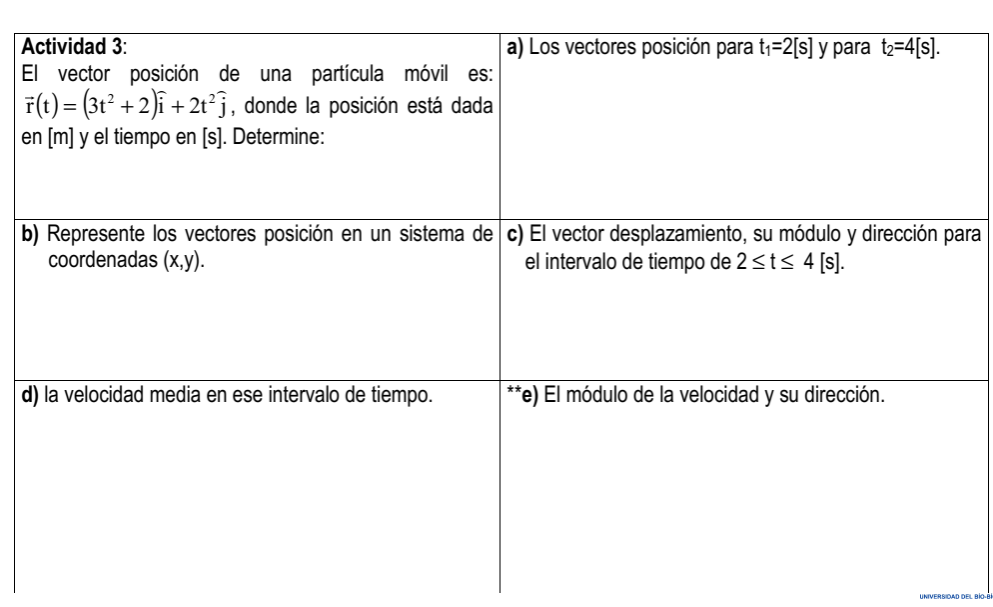 Actividad 3:
El vector posición de una partícula móvil es:
r⃗(t) = (3t² + 2)î + 2t² ĵ , donde la posición está dada
en [m] y el tiempo en [s]. Determine:
a) Los vectores posición para t₁=2[s] y para t₂=4[s].
b) Represente los vectores posición en un sistema de
coordenadas (x,y).
c) El vector desplazamiento, su módulo y dirección para
el intervalo de tiempo de 2 ≤ t ≤ 4 [s].
d) la velocidad media en ese intervalo de tiempo.
**e) El módulo de la velocidad y su dirección.
UNIVERSIDAD DEL BÍO-BÍ